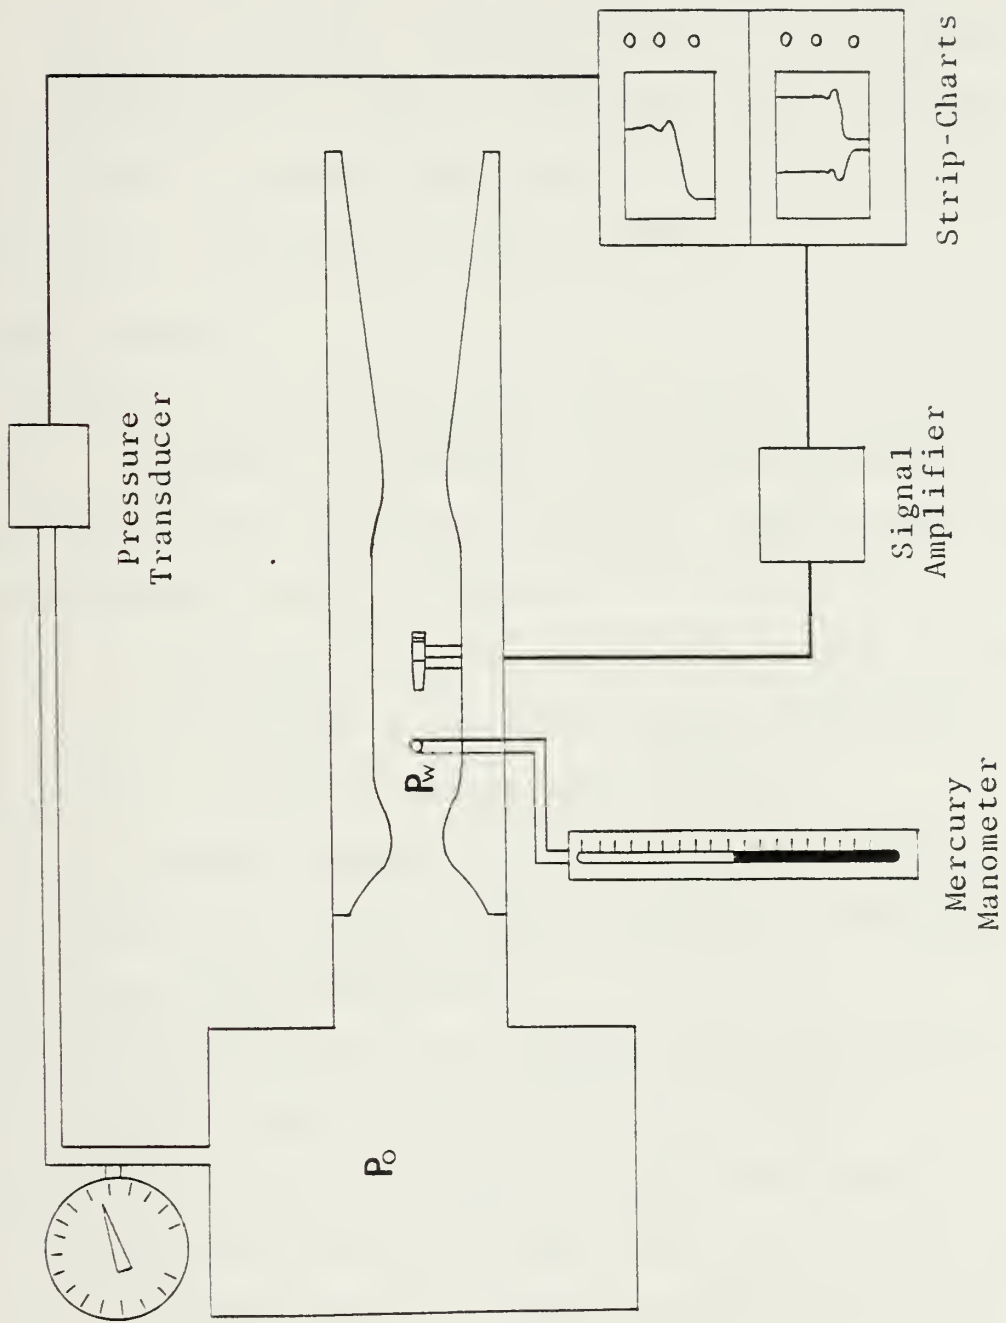 Pressure
Transducer
Strip-Charts
Signal
Amplifier
Pw
Mercury
Manometer
Po